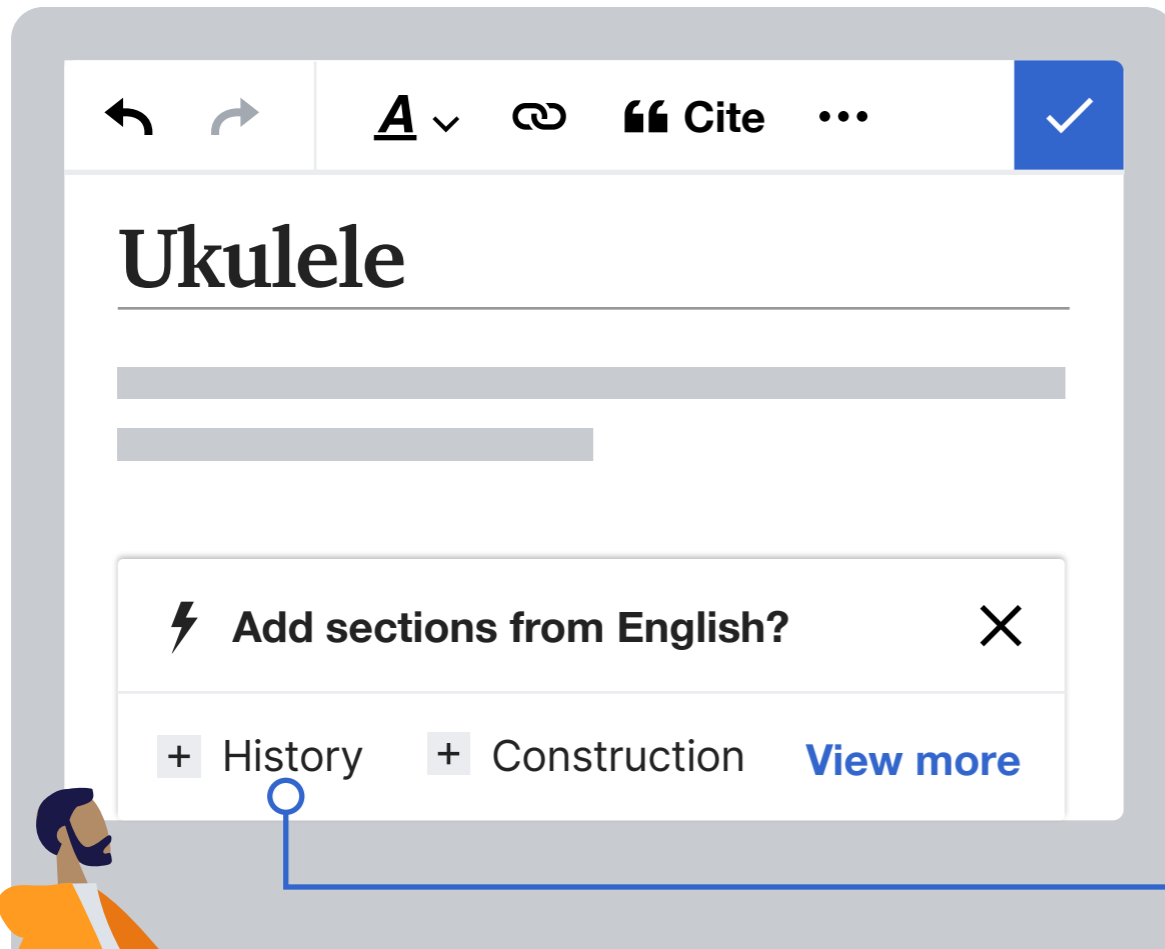 A Cite
Ukulele
Add sections from English?
+ History + Construction View more